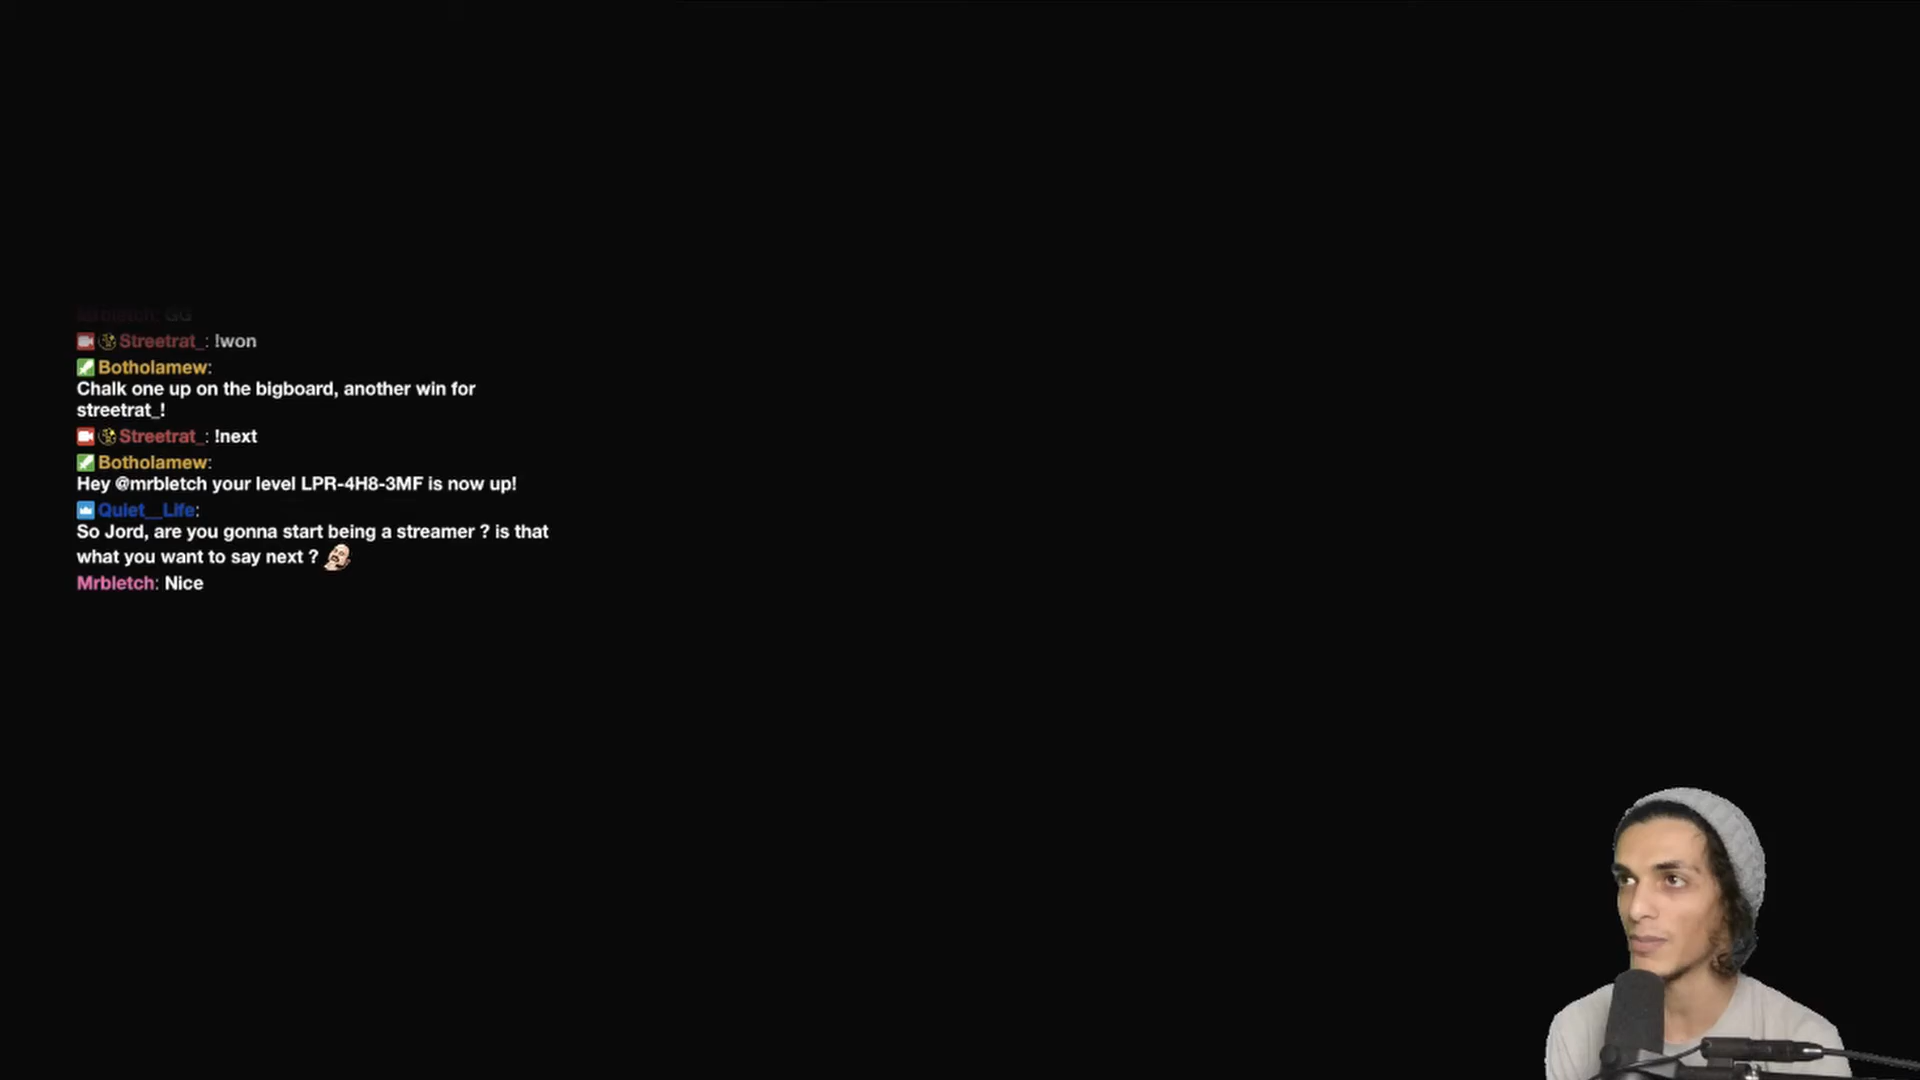 Mrbletch: GG
Streetrat_: !won
Botholamew:
Chalk one up on the bigboard, another win for
streetrat_!
Streetrat_: !next
Botholamew:
Hey @mrbletch your level LPR-4H8-3MF is now up!
Quiet__Life:
So Jord, are you gonna start being a streamer ? is that
what you want to say next ?
Mrbletch: Nice